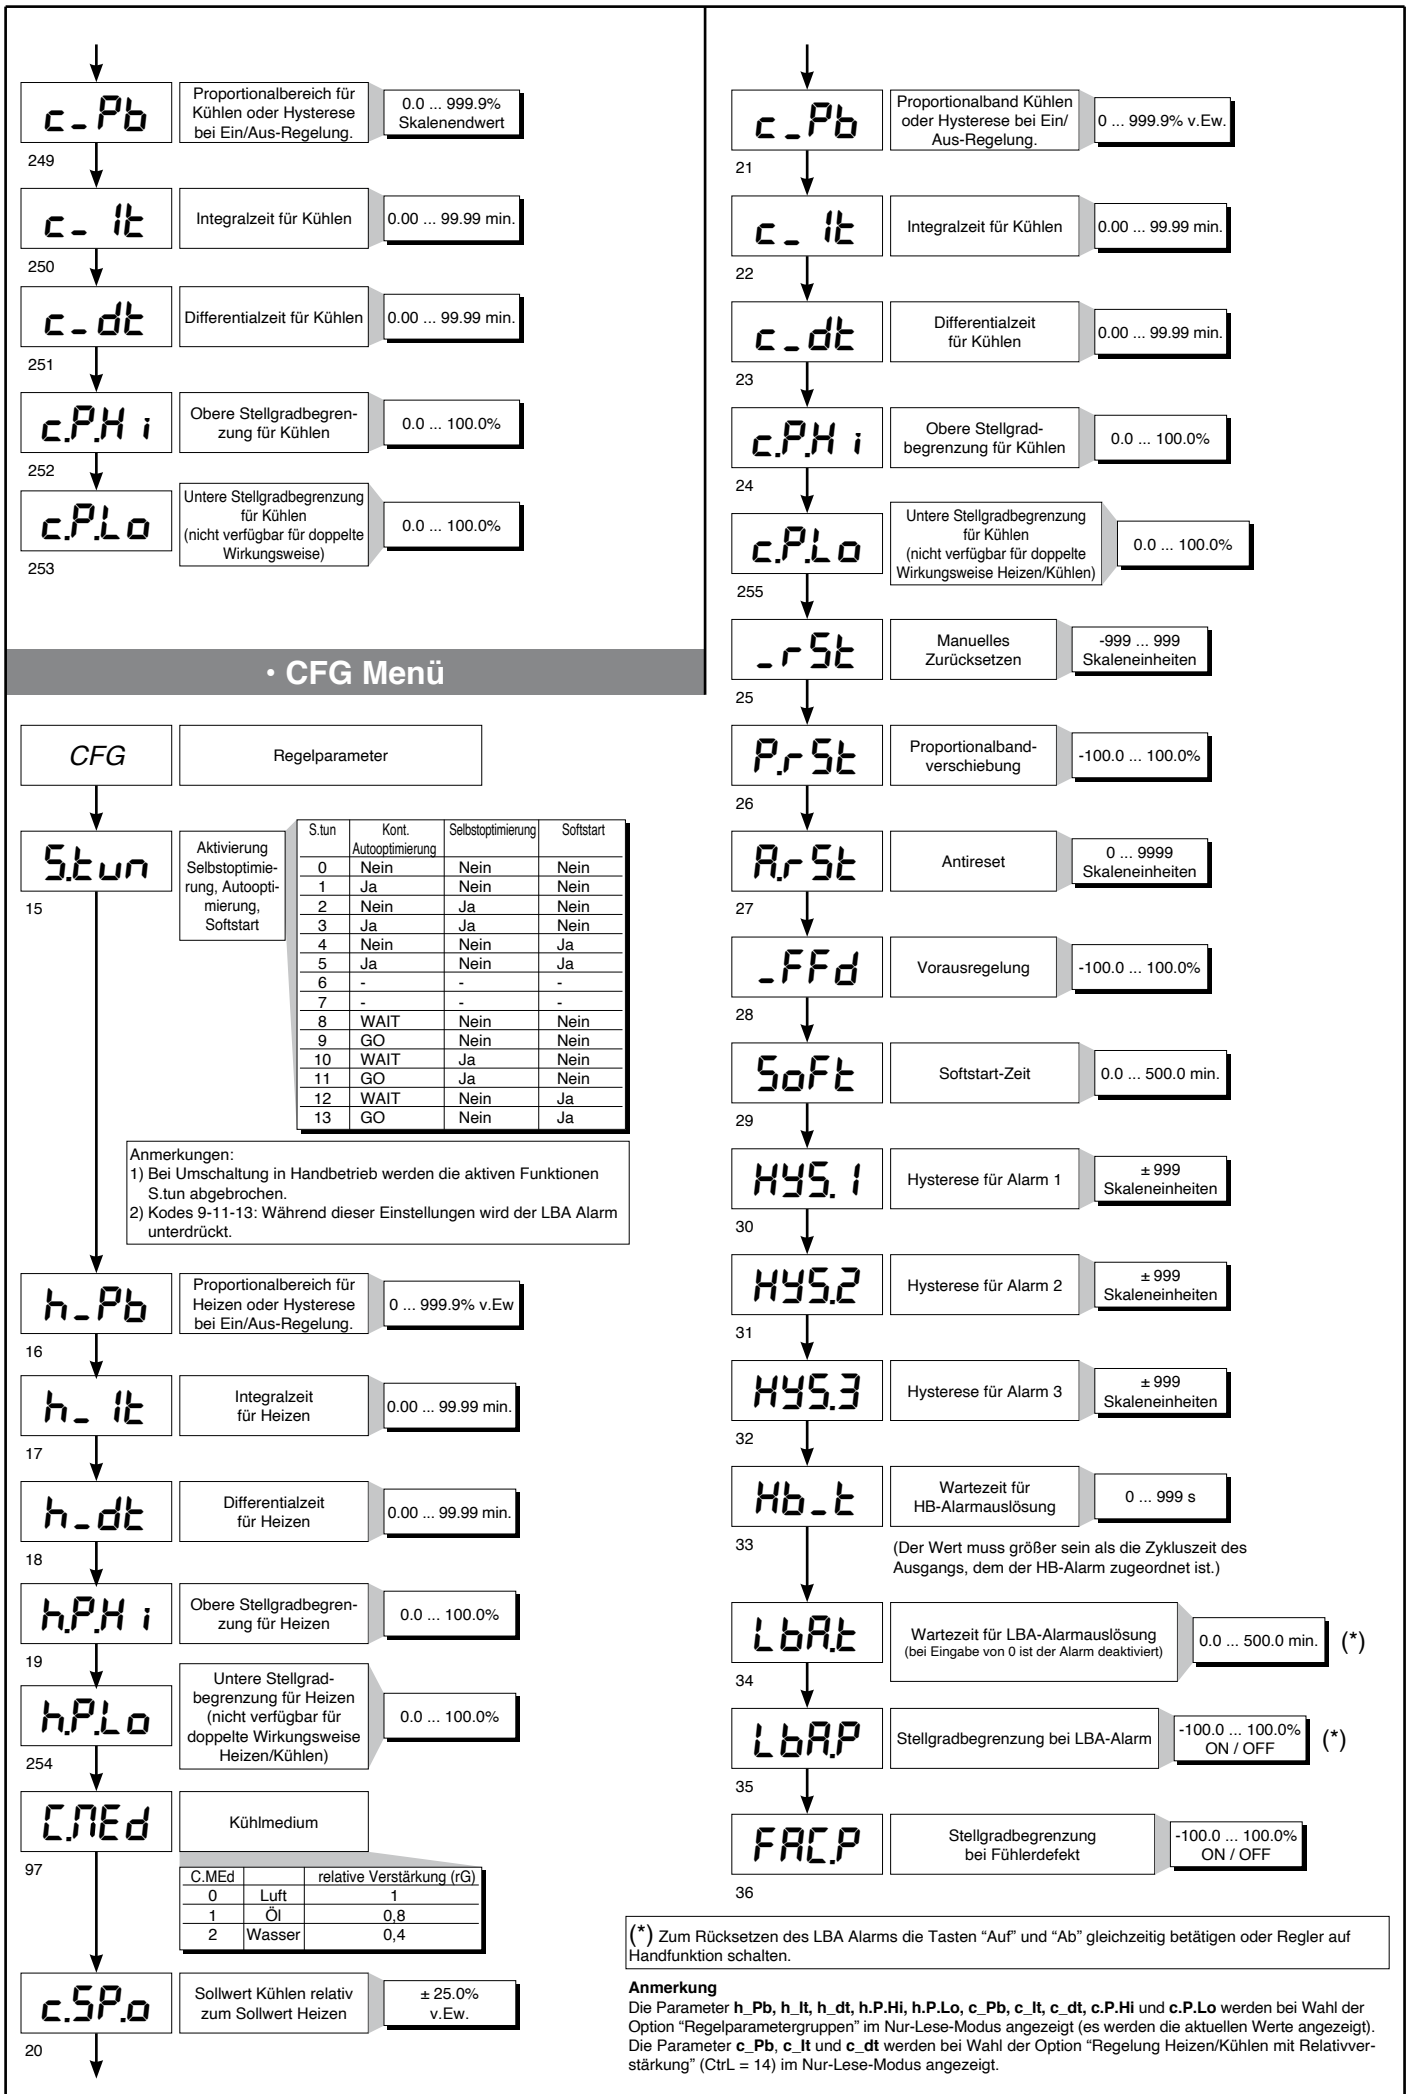 c_Pb
Proportionalbereich für
Kühlen oder Hysterese
bei Ein/Aus-Regelung.
0.0 ... 999.9%
Skalenendwert
249
c_It
Integralzeit für Kühlen
0.00 ... 99.99 min.
250
c_dt
Differentialzeit für Kühlen
0.00 ... 99.99 min.
251
c.P.Hi
Obere Stellgradbegren-
zung für Kühlen
0.0 ... 100.0%
252
c.P.Lo
Untere Stellgradbegrenzung
für Kühlen
(nicht verfügbar für doppelte
Wirkungsweise)
0.0 ... 100.0%
253
• CFG Menü
CFG
Regelparameter
S.tun
15
Aktivierung
Selbstoptimie-
rung, Autoopti-
mierung,
Softstart
S.tun Kont. Selbstoptimierung Softstart
Autooptimierung
0 Nein Nein Nein
1 Ja Nein Nein
2 Nein Ja Nein
3 Ja Ja Nein
4 Nein Nein Ja
5 Ja Nein Ja
6 - - -
7 - - -
8 WAIT Nein Nein
9 GO Nein Nein
10 WAIT Ja Nein
11 GO Ja Nein
12 WAIT Nein Ja
13 GO Nein Ja
Anmerkungen:
1) Bei Umschaltung in Handbetrieb werden die aktiven Funktionen
S.tun abgebrochen.
2) Kodes 9-11-13: Während dieser Einstellungen wird der LBA Alarm
unterdrückt.
h_Pb
Proportionalbereich für
Heizen oder Hysterese
bei Ein/Aus-Regelung.
0 ... 999.9% v.Ew
16
h_It
Integralzeit
für Heizen
0.00 ... 99.99 min.
17
h_dt
Differentialzeit
für Heizen
0.00 ... 99.99 min.
18
h.P.Hi
Obere Stellgradbegren-
zung für Heizen
0.0 ... 100.0%
19
h.P.Lo
Untere Stellgrad-
begrenzung für Heizen
(nicht verfügbar für
doppelte Wirkungsweise
Heizen/Kühlen)
0.0 ... 100.0%
254
C.MEd
Kühlmedium
97
C.MEd relative Verstärkung (rG)
0 Luft 1
1 Öl 0,8
2 Wasser 0,4
c.SP.o
Sollwert Kühlen relativ
zum Sollwert Heizen
± 25.0%
v.Ew.
20
c_Pb
Proportionalband Kühlen
oder Hysterese bei Ein/
Aus-Regelung.
0 ... 999.9% v.Ew.
21
c_It
Integralzeit für Kühlen
0.00 ... 99.99 min.
22
c_dt
Differentialzeit
für Kühlen
0.00 ... 99.99 min.
23
c.P.Hi
Obere Stellgrad-
begrenzung für Kühlen
0.0 ... 100.0%
24
c.P.Lo
Untere Stellgradbegrenzung
für Kühlen
(nicht verfügbar für doppelte
Wirkungsweise Heizen/Kühlen)
0.0 ... 100.0%
255
_rSt
Manuelles
Zurücksetzen
-999 ... 999
Skaleneinheiten
25
P.rSt
Proportionalband-
verschiebung
-100.0 ... 100.0%
26
A.rSt
Antireset
0 ... 9999
Skaleneinheiten
27
_FFd
Vorausregelung
-100.0 ... 100.0%
28
SoFt
Softstart-Zeit
0.0 ... 500.0 min.
29
HYS.1
Hysterese für Alarm 1
± 999
Skaleneinheiten
30
HYS.2
Hysterese für Alarm 2
± 999
Skaleneinheiten
31
HYS.3
Hysterese für Alarm 3
± 999
Skaleneinheiten
32
Hb_t
Wartezeit für
HB-Alarmauslösung
0 ... 999 s
33
(Der Wert muss größer sein als die Zykluszeit des
Ausgangs, dem der HB-Alarm zugeordnet ist.)
LbA.t
Wartezeit für LBA-Alarmauslösung
(bei Eingabe von 0 ist der Alarm deaktiviert)
0.0 ... 500.0 min. (*)
34
LbA.P
Stellgradbegrenzung bei LBA-Alarm
-100.0 ... 100.0%
ON / OFF (*)
35
FAC.P
Stellgradbegrenzung
bei Fühlerdefekt
-100.0 ... 100.0%
ON / OFF
36
(*) Zum Rücksetzen des LBA Alarms die Tasten “Auf” und “Ab” gleichzeitig betätigen oder Regler auf
Handfunktion schalten.
Anmerkung
Die Parameter h_Pb, h_It, h_dt, h.P.Hi, h.P.Lo, c_Pb, c_It, c_dt, c.P.Hi und c.P.Lo werden bei Wahl der
Option “Regelparametergruppen” im Nur-Lese-Modus angezeigt (es werden die aktuellen Werte angezeigt).
Die Parameter c_Pb, c_It und c_dt werden bei Wahl der Option “Regelung Heizen/Kühlen mit Relativver-
stärkung” (CtrL = 14) im Nur-Lese-Modus angezeigt.